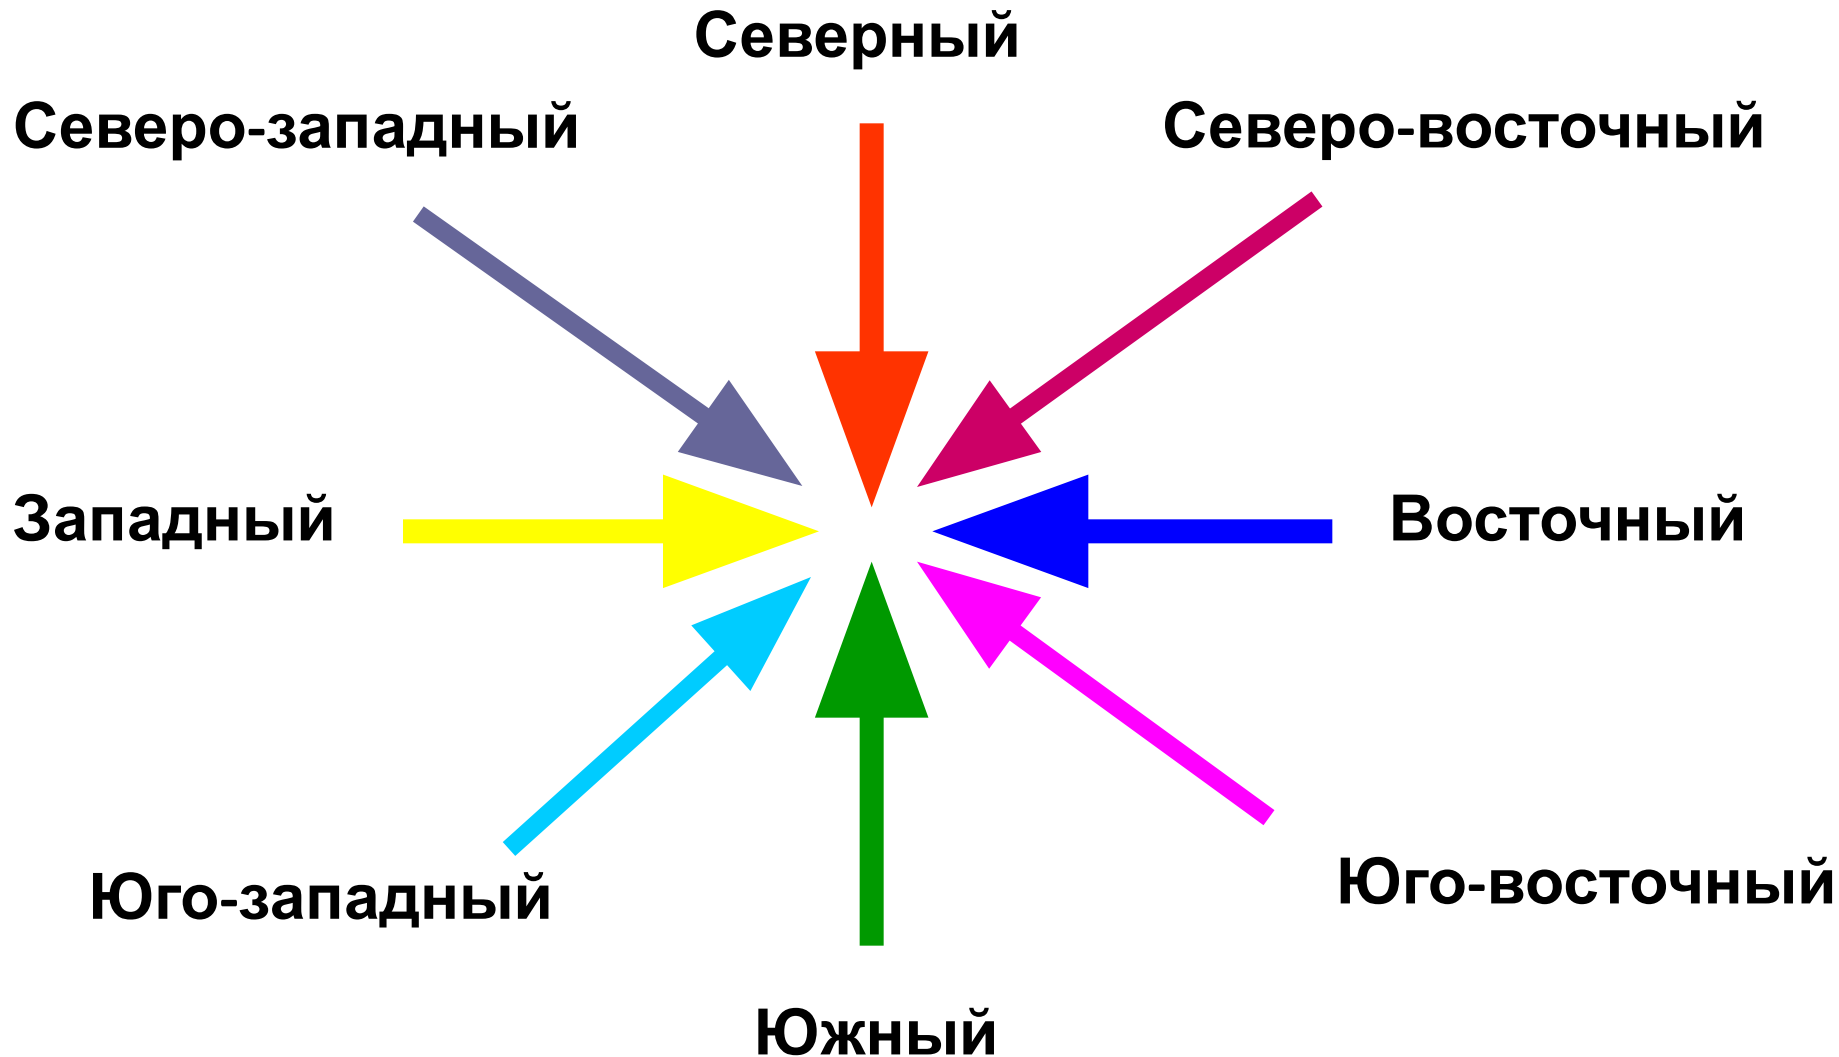 Северный
Северо-западный
Северо-восточный
Западный
Восточный
Юго-западный
Юго-восточный
Южный